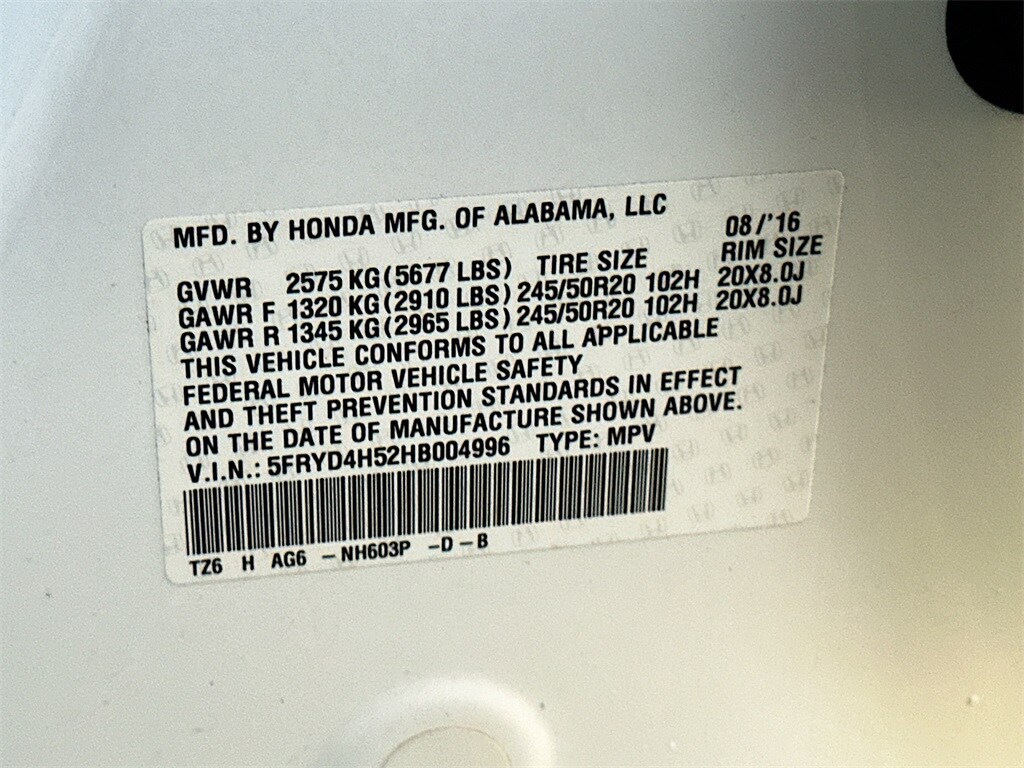 MFD. BY HONDA MFG. OF ALABAMA, LLC 08/'16
GVWR 2575 KG (5677 LBS) TIRE SIZE RIM SIZE
GAWR F 1320 KG (2910 LBS) 245/50R20 102H 20X8.0J
GAWR R 1345 KG (2965 LBS) 245/50R20 102H 20X8.0J
THIS VEHICLE CONFORMS TO ALL APPLICABLE
FEDERAL MOTOR VEHICLE SAFETY
AND THEFT PREVENTION STANDARDS IN EFFECT
ON THE DATE OF MANUFACTURE SHOWN ABOVE.
V.I.N.: 5FRYD4H52HB004996 TYPE: MPV
TZ6 H AG6 -NH603P -D-B